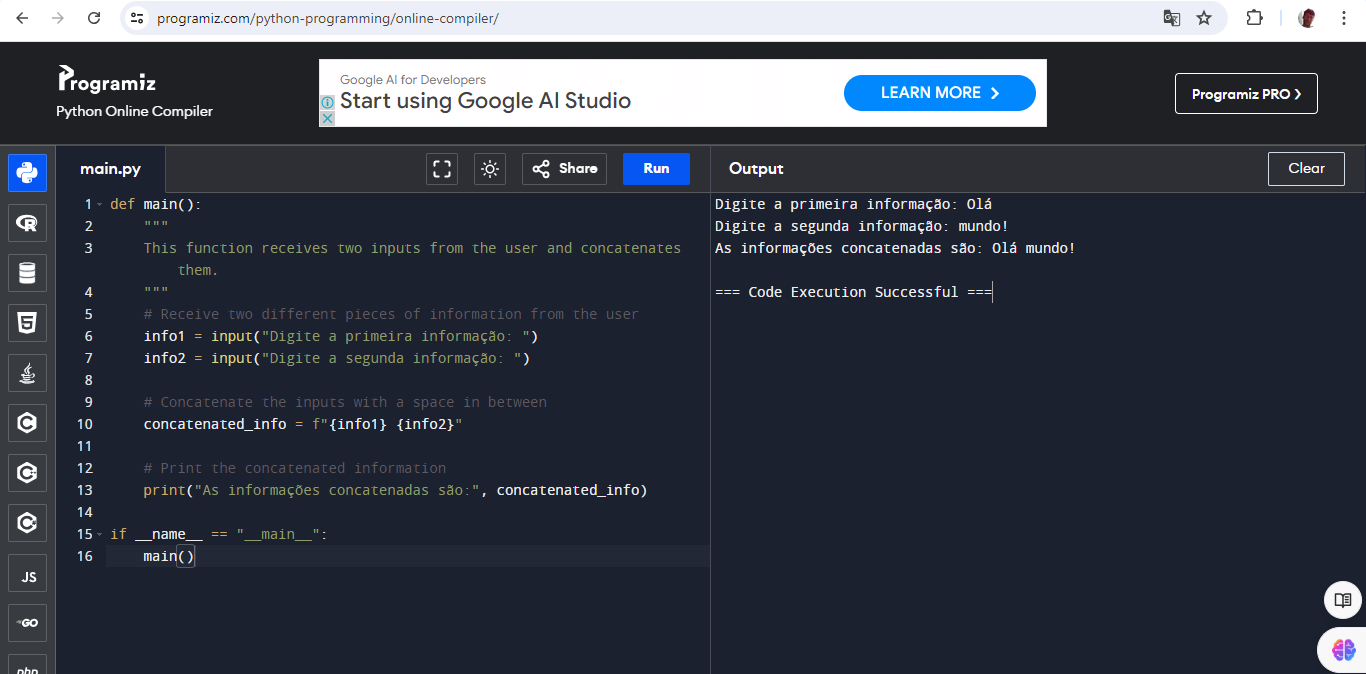 programiz.com/python-programming/online-compiler/
Programiz
Python Online Compiler
Google AI for Developers
Start using Google AI Studio
LEARN MORE
Programiz PRO
main.py
Share
Run
Output
Clear
1 def main():
2 """
3 This function receives two inputs from the user and concatenates
them.
4 """
5 # Receive two different pieces of information from the user
6 info1 = input("Digite a primeira informação: ")
7 info2 = input("Digite a segunda informação: ")
8
9 # Concatenate the inputs with a space in between
10 concatenated_info = f"{info1} {info2}"
11
12 # Print the concatenated information
13 print("As informações concatenadas são:", concatenated_info)
14
15 if __name__ == "__main__":
16 main()
Digite a primeira informação: Olá
Digite a segunda informação: mundo!
As informações concatenadas são: Olá mundo!
=== Code Execution Successful ===
R
5
C
C
C
JS
GO
php